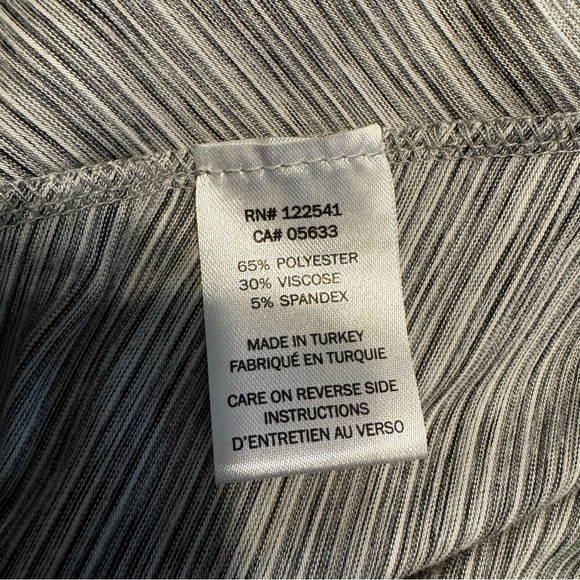 RN# 122541
CA# 05633
65% POLYESTER
30% VISCOSE
5% SPANDEX
MADE IN TURKEY
FABRIQUÉ EN TURQUIE
CARE ON REVERSE SIDE
INSTRUCTIONS
D'ENTRETIEN AU VERSO